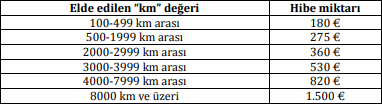 Elde edilen “km” değeri Hibe miktarı
100-499 km arası 180 €
500-1999 km arası 275 €
2000-2999 km arası 360 €
3000-3999 km arası 530 €
4000-7999 km arası 820 €
8000 km ve üzeri 1.500 €